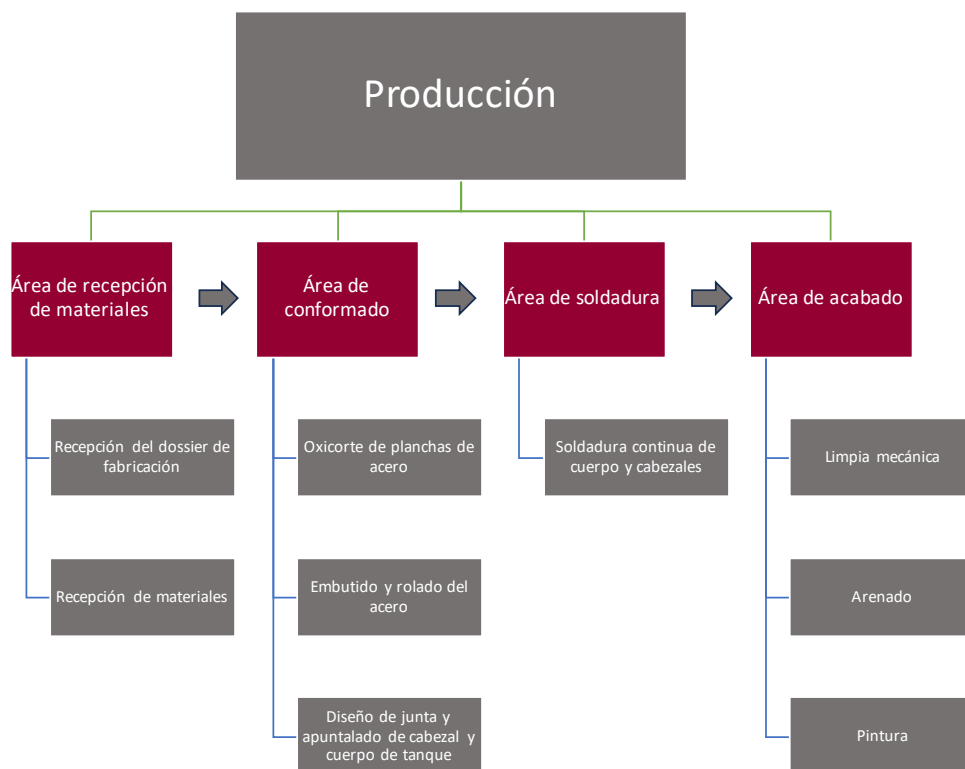 Producción
Área de recepción
de materiales
Área de
conformado
Área de soldadura
Área de acabado
Recepción del dossier de
fabricación
Recepción de materiales
Oxicorte de planchas de
acero
Embutido y rolado del
acero
Diseño de junta y
apuntalado de cabezal y
cuerpo de tanque
Soldadura continua de
cuerpo y cabezales
Limpia mecánica
Arenado
Pintura